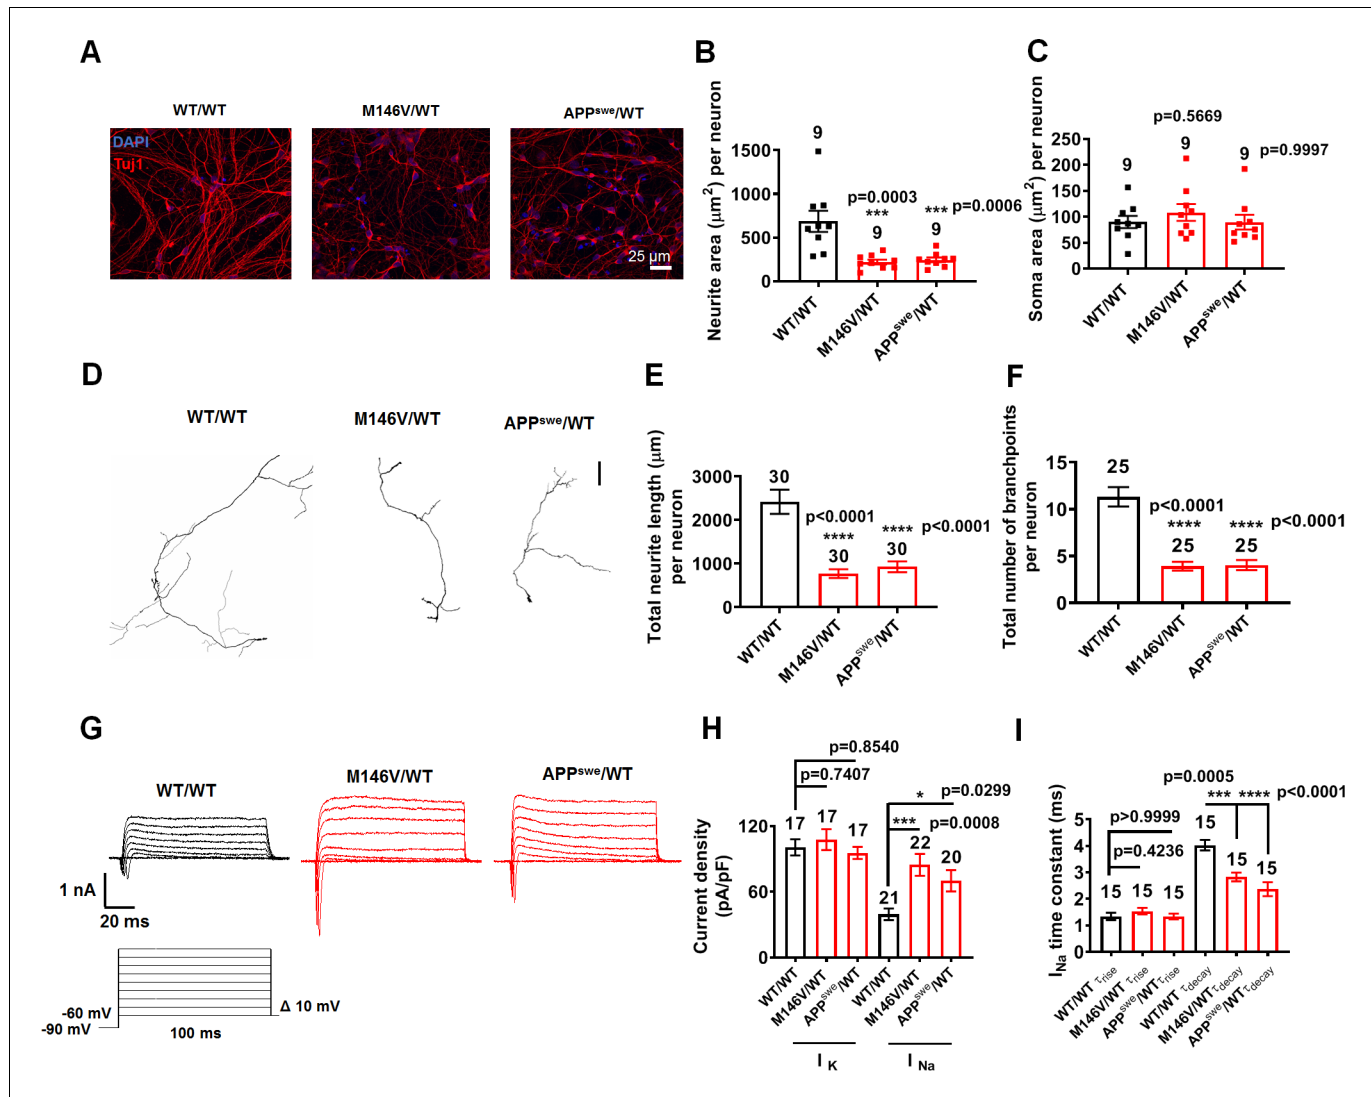 A
WT/WT
M146V/WT
APPswe/WT
DAPI
Tuj1
25 µm
B
Neurite area (µm2) per neuron
1500
1000
500
0
9
p=0.0003
***
9
***
p=0.0006
9
WT/WT
M146V/WT
APPswe/WT
C
Soma area (µm2) per neuron
250
200
150
100
50
0
9
p=0.5669
9
9
p=0.9997
WT/WT
M146V/WT
APPswe/WT
D
WT/WT
M146V/WT
APPswe/WT
E
Total neurite length (µm)
per neuron
3000
2000
1000
0
30
p<0.0001
****
30
****
p<0.0001
30
WT/WT
M146V/WT
APPswe/WT
F
Total number of branchpoints
per neuron
15
10
5
0
25
p<0.0001
****
25
****
p<0.0001
25
WT/WT
M146V/WT
APPswe/WT
G
WT/WT
M146V/WT
APPswe/WT
1 nA
20 ms
-60 mV
-90 mV
Δ 10 mV
100 ms
H
Current density
(pA/pF)
120
60
0
p=0.8540
p=0.7407
17
17
17
*
p=0.0299
***
p=0.0008
21
22
20
WT/WT
M146V/WT
APPswe/WT
WT/WT
M146V/WT
APPswe/WT
I K
I Na
I
INa time constant (ms)
5
4
3
2
1
0
p>0.9999
p=0.4236
15
15
15
p=0.0005
***
****
p<0.0001
15
15
15
WT/WT τrise
M146V/WT τrise
APPswe/WTτrise
WT/WT τdecay
M146V/WTτdecay
APPswe/WTτdecay